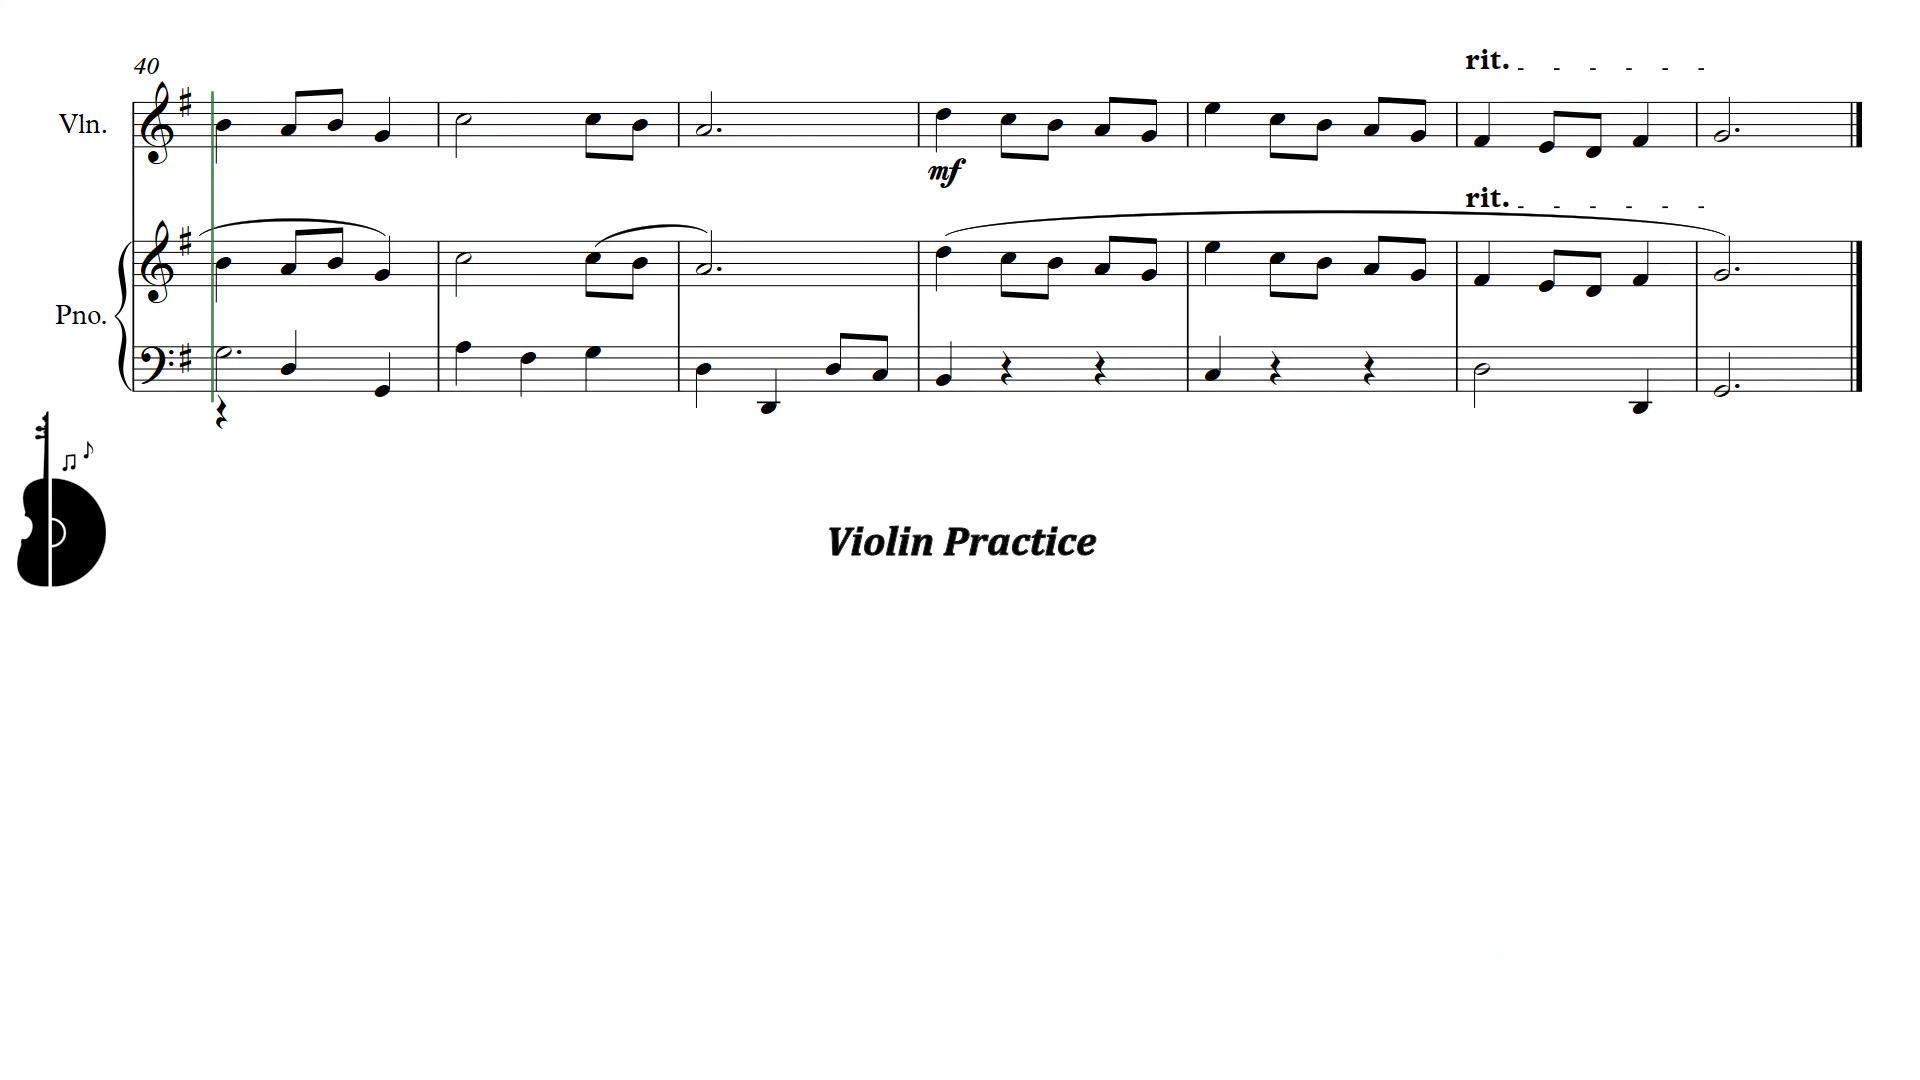 40
rit.
Vln.
mf
rit.
Pno.
Violin Practice